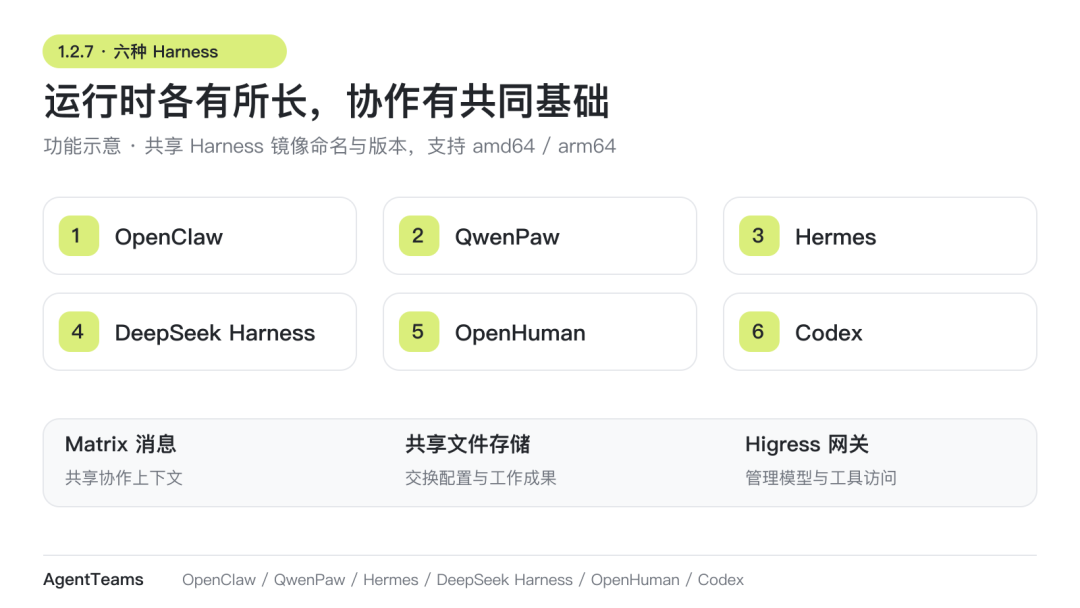 1.2.7 · 六种 Harness
运行时各有所长，协作有共同基础
功能示意 · 共享 Harness 镜像命名与版本，支持 amd64 / arm64
1 OpenClaw
2 QwenPaw
3 Hermes
4 DeepSeek Harness
5 OpenHuman
6 Codex
Matrix 消息
共享协作上下文
共享文件存储
交换配置与工作成果
Higress 网关
管理模型与工具访问
AgentTeams OpenClaw / QwenPaw / Hermes / DeepSeek Harness / OpenHuman / Codex